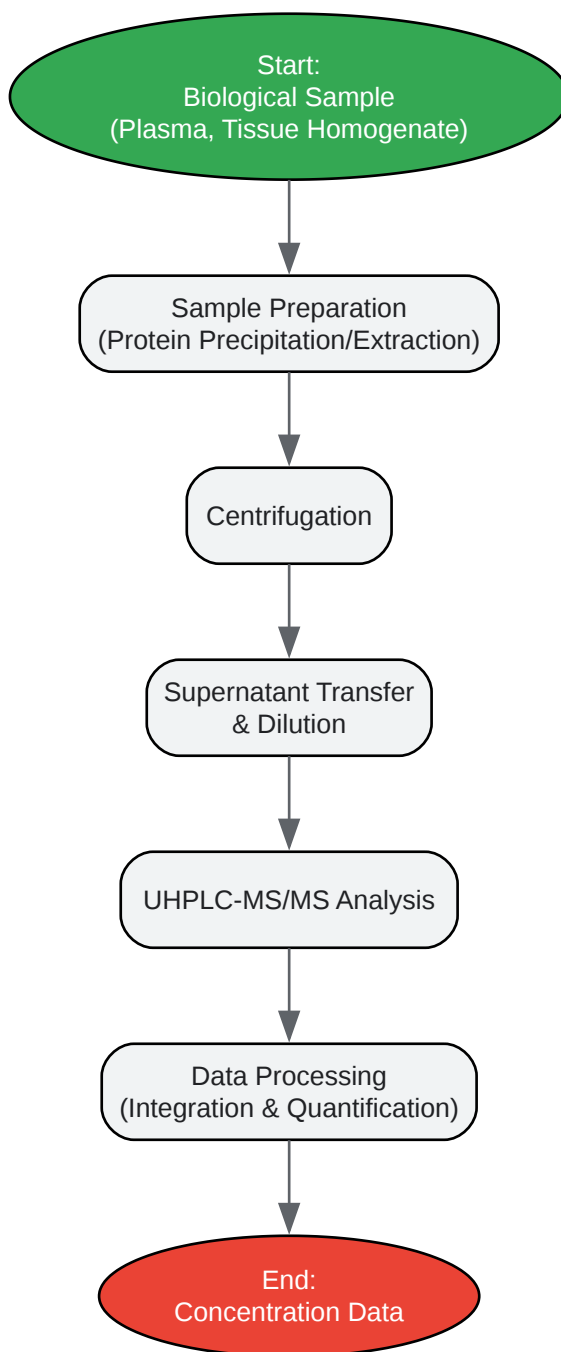 Start:
Biological Sample
(Plasma, Tissue Homogenate)
Sample Preparation
(Protein Precipitation/Extraction)
Centrifugation
Supernatant Transfer
& Dilution
UHPLC-MS/MS Analysis
Data Processing
(Integration & Quantification)
End:
Concentration Data